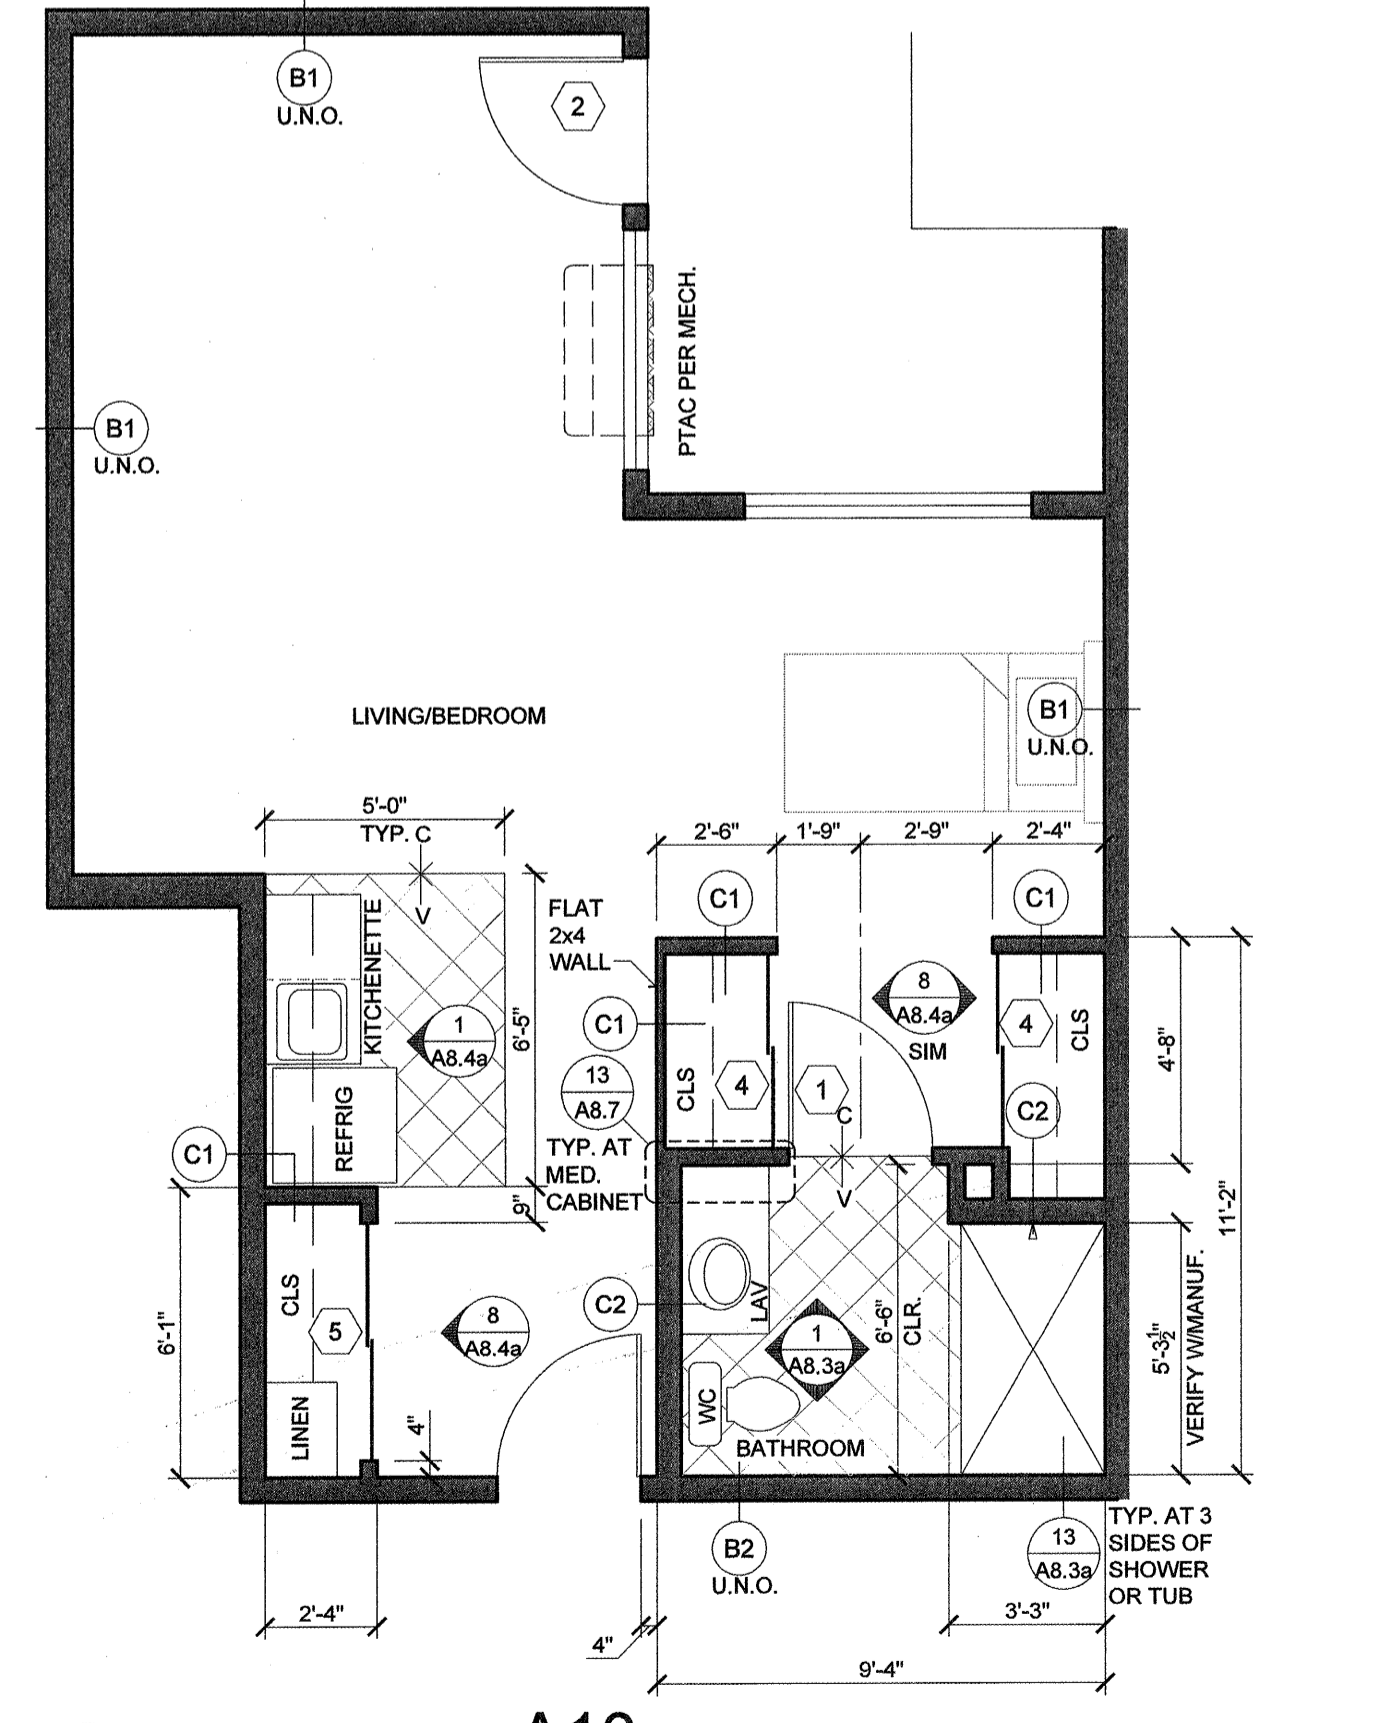 B1
U.N.O.
2
PTAC PER MECH.
B1
U.N.O.
LIVING/BEDROOM
B1
U.N.O.
5'-0"
TYP. C
V
KITCHENETTE
1
A8.4a
6'-5"
REFRIG
9"
FLAT
2x4
WALL
2'-6"
1'-9"
2'-9"
2'-4"
C1
C1
C1
CLS
4
13
A8.7
TYP. AT
MED.
CABINET
1
C
V
8
A8.4a
SIM
4
CLS
C2
4'-8"
11'-2"
C1
6'-1"
CLS
5
LINEN
8
A8.4a
4"
C2
LAV
WC
1
A8.3a
6'-6"
CLR.
BATHROOM
5'-3½"
VERIFY W/MANUF.
B2
U.N.O.
13
A8.3a
TYP. AT 3
SIDES OF
SHOWER
OR TUB
2'-4"
4"
3'-3"
9'-4"